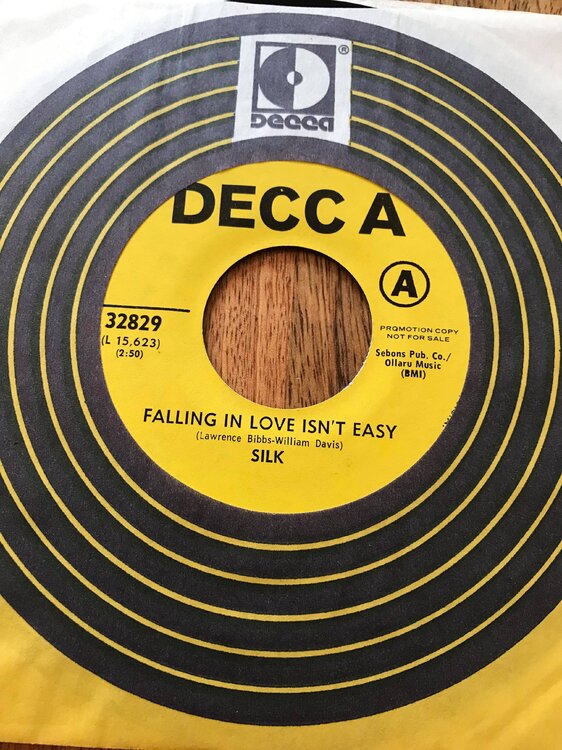 ®
DECCA
DECC A
A
32829
(L 15,623)
(2:50)
PROMOTION COPY
NOT FOR SALE
Sebons Pub. Co./
Ollaru Music
(BMI)
FALLING IN LOVE ISN'T EASY
(Lawrence Bibbs-William Davis)
SILK